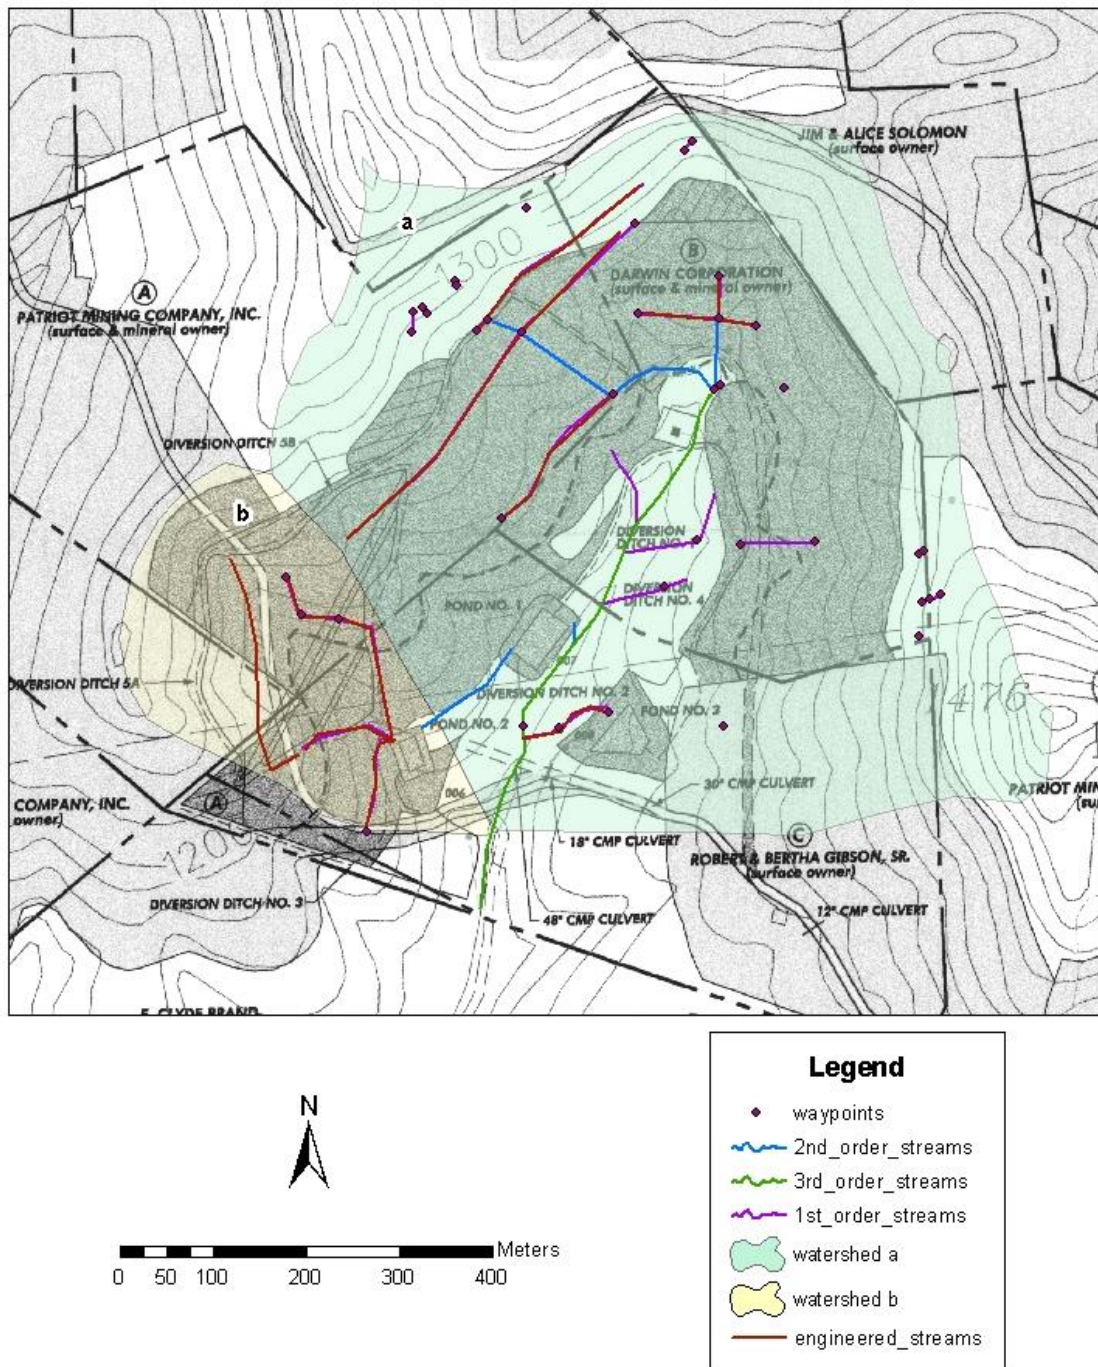 JIM & ALICE SOLOMON
(surface owner)
a
1300
B
DARWIN CORPORATION
(surface & mineral owner)
A
PATRIOT MINING COMPANY, INC.
(surface & mineral owner)
DIVERSION DITCH 5B
b
DIVERSION
DITCH NO.
POND NO. 1
DIVERSION
DITCH NO. 4
007
DIVERSION DITCH 5A
DIVERSION DITCH NO. 2
476
POND NO. 2
POND NO. 3
30" CMP CULVERT
006
COMPANY, INC.
owner)
A
PATRIOT MIN
(su
1200
18" CMP CULVERT
C
ROBERT & BERTHA GIBSON, SR.
(surface owner)
DIVERSION DITCH NO. 3
48" CMP CULVERT
12" CMP CULVERT
E. CLYDE BRAND
Legend
waypoints
2nd_order_streams
3rd_order_streams
1st_order_streams
watershed a
watershed b
engineered_streams
N
Meters
0 50 100 200 300 400